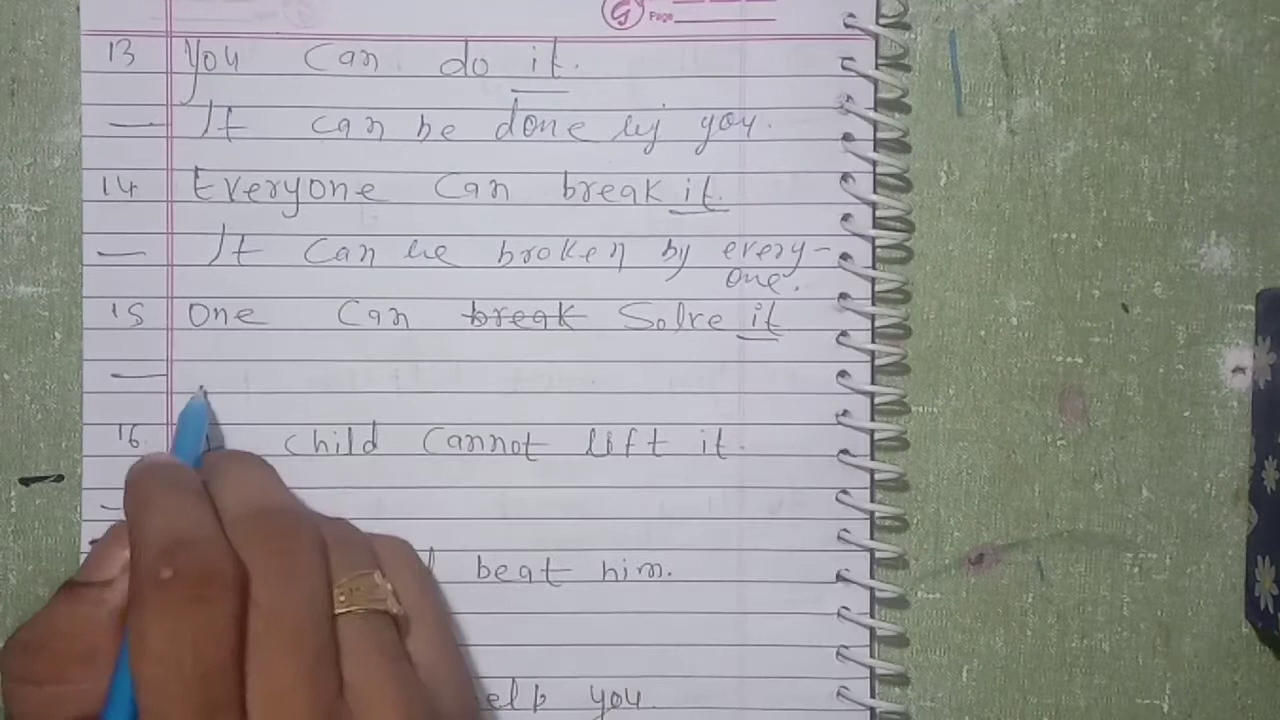 G Page
13 You can do it.
— It can be done by you.
14 Everyone can break it.
— It can be broken by every-
one.
15 One can break Solve it
—
16 child cannot lift it.
beat him.
elp you